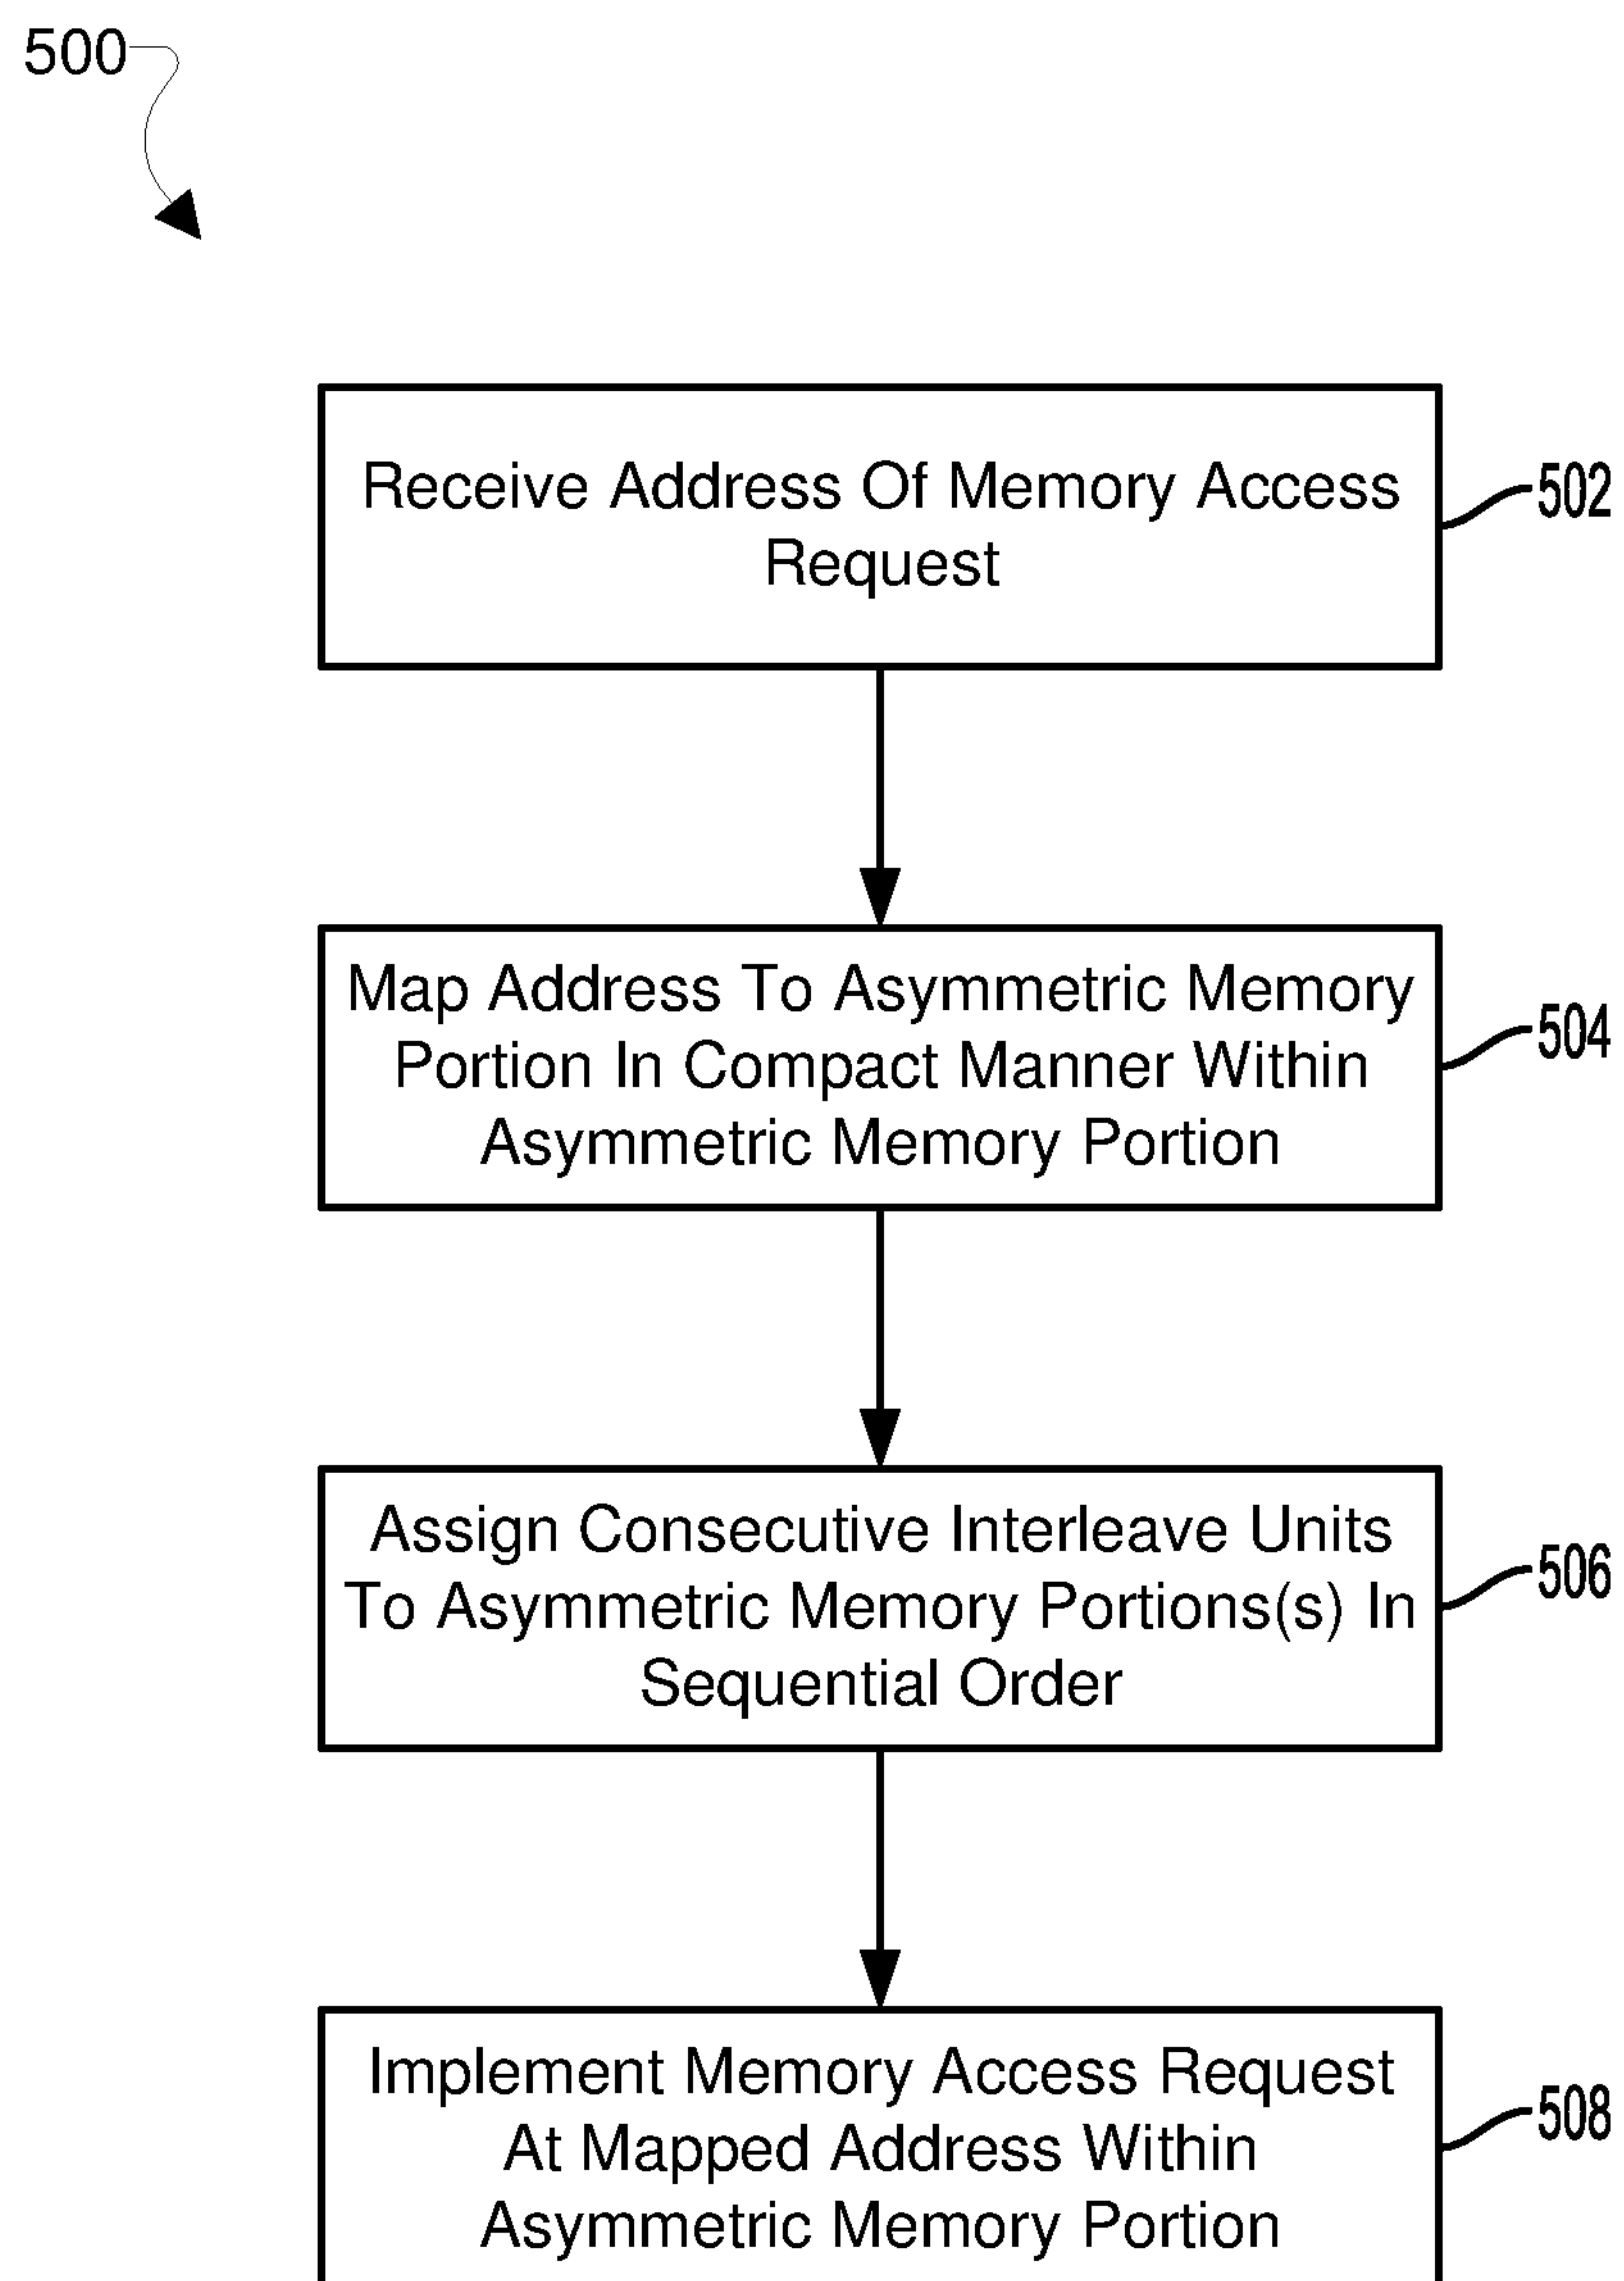 500
Receive Address Of Memory Access
Request
502
Map Address To Asymmetric Memory
Portion In Compact Manner Within
Asymmetric Memory Portion
504
Assign Consecutive Interleave Units
To Asymmetric Memory Portions(s) In
Sequential Order
506
Implement Memory Access Request
At Mapped Address Within
Asymmetric Memory Portion
508